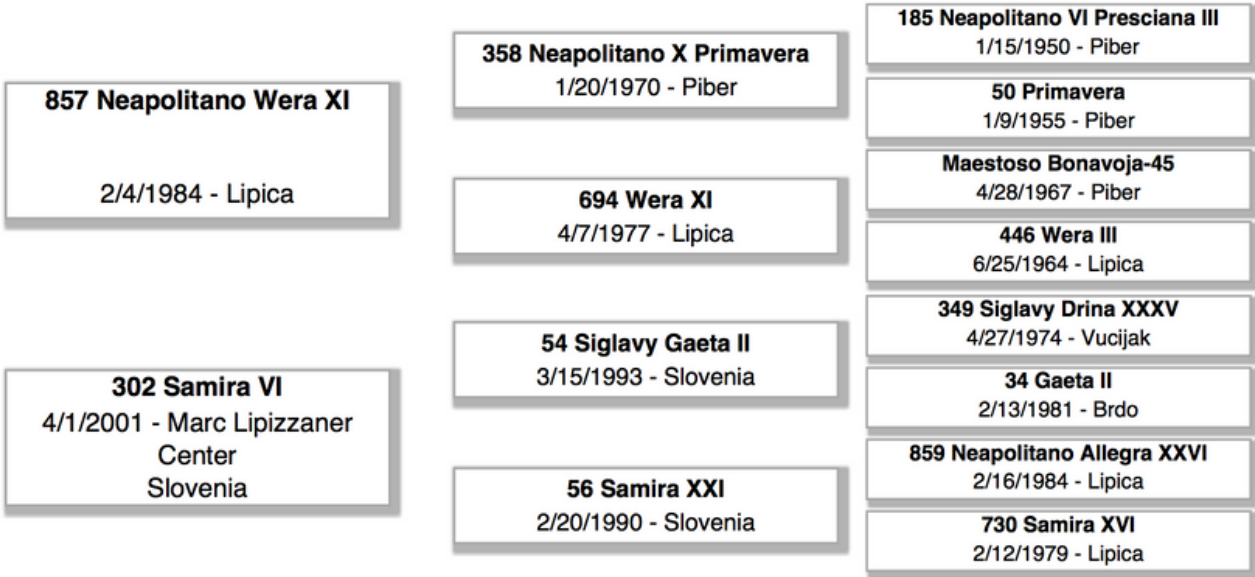 857 Neapolitano Wera XI
2/4/1984 - Lipica
302 Samira VI
4/1/2001 - Marc Lipizzaner
Center
Slovenia
358 Neapolitano X Primavera
1/20/1970 - Piber
694 Wera XI
4/7/1977 - Lipica
54 Siglavy Gaeta II
3/15/1993 - Slovenia
56 Samira XXI
2/20/1990 - Slovenia
185 Neapolitano VI Presciana III
1/15/1950 - Piber
50 Primavera
1/9/1955 - Piber
Maestoso Bonavoja-45
4/28/1967 - Piber
446 Wera III
6/25/1964 - Lipica
349 Siglavy Drina XXXV
4/27/1974 - Vucijak
34 Gaeta II
2/13/1981 - Brdo
859 Neapolitano Allegra XXVI
2/16/1984 - Lipica
730 Samira XVI
2/12/1979 - Lipica